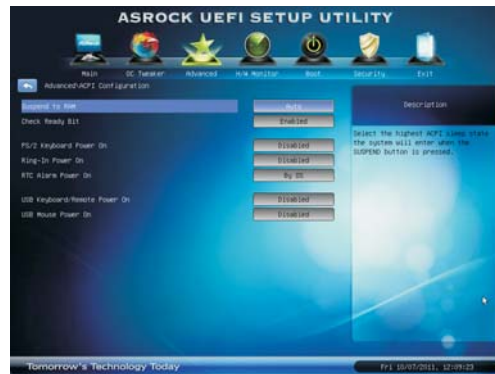 ASROCK UEFI SETUP UTILITY
Main OC Tweaker Advanced H/W Monitor Boot Security Exit
Advanced\ACPI Configuration
Suspend to RAM Auto
Check Ready Bit Enabled
PS/2 Keyboard Power On Disabled
Ring-In Power On Disabled
RTC Alarm Power On By OS
USB Keyboard/Remote Power On Disabled
USB Mouse Power On Disabled
Description
Select the highest ACPI sleep state
the system will enter when the
SUSPEND button is pressed.
Tomorrow's Technology Today
Fri 10/07/2011, 12:09:23